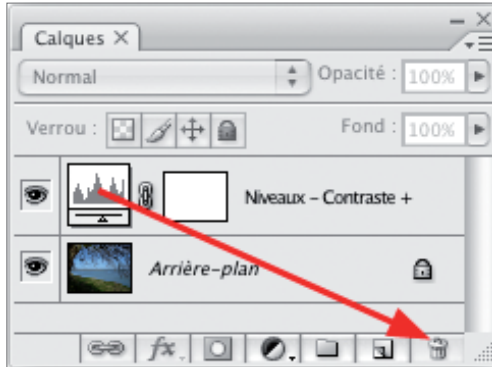 Calques ×
Normal Opacité : 100%
Verrou : Fond : 100%
Niveaux – Contraste +
Arrière-plan
fx.